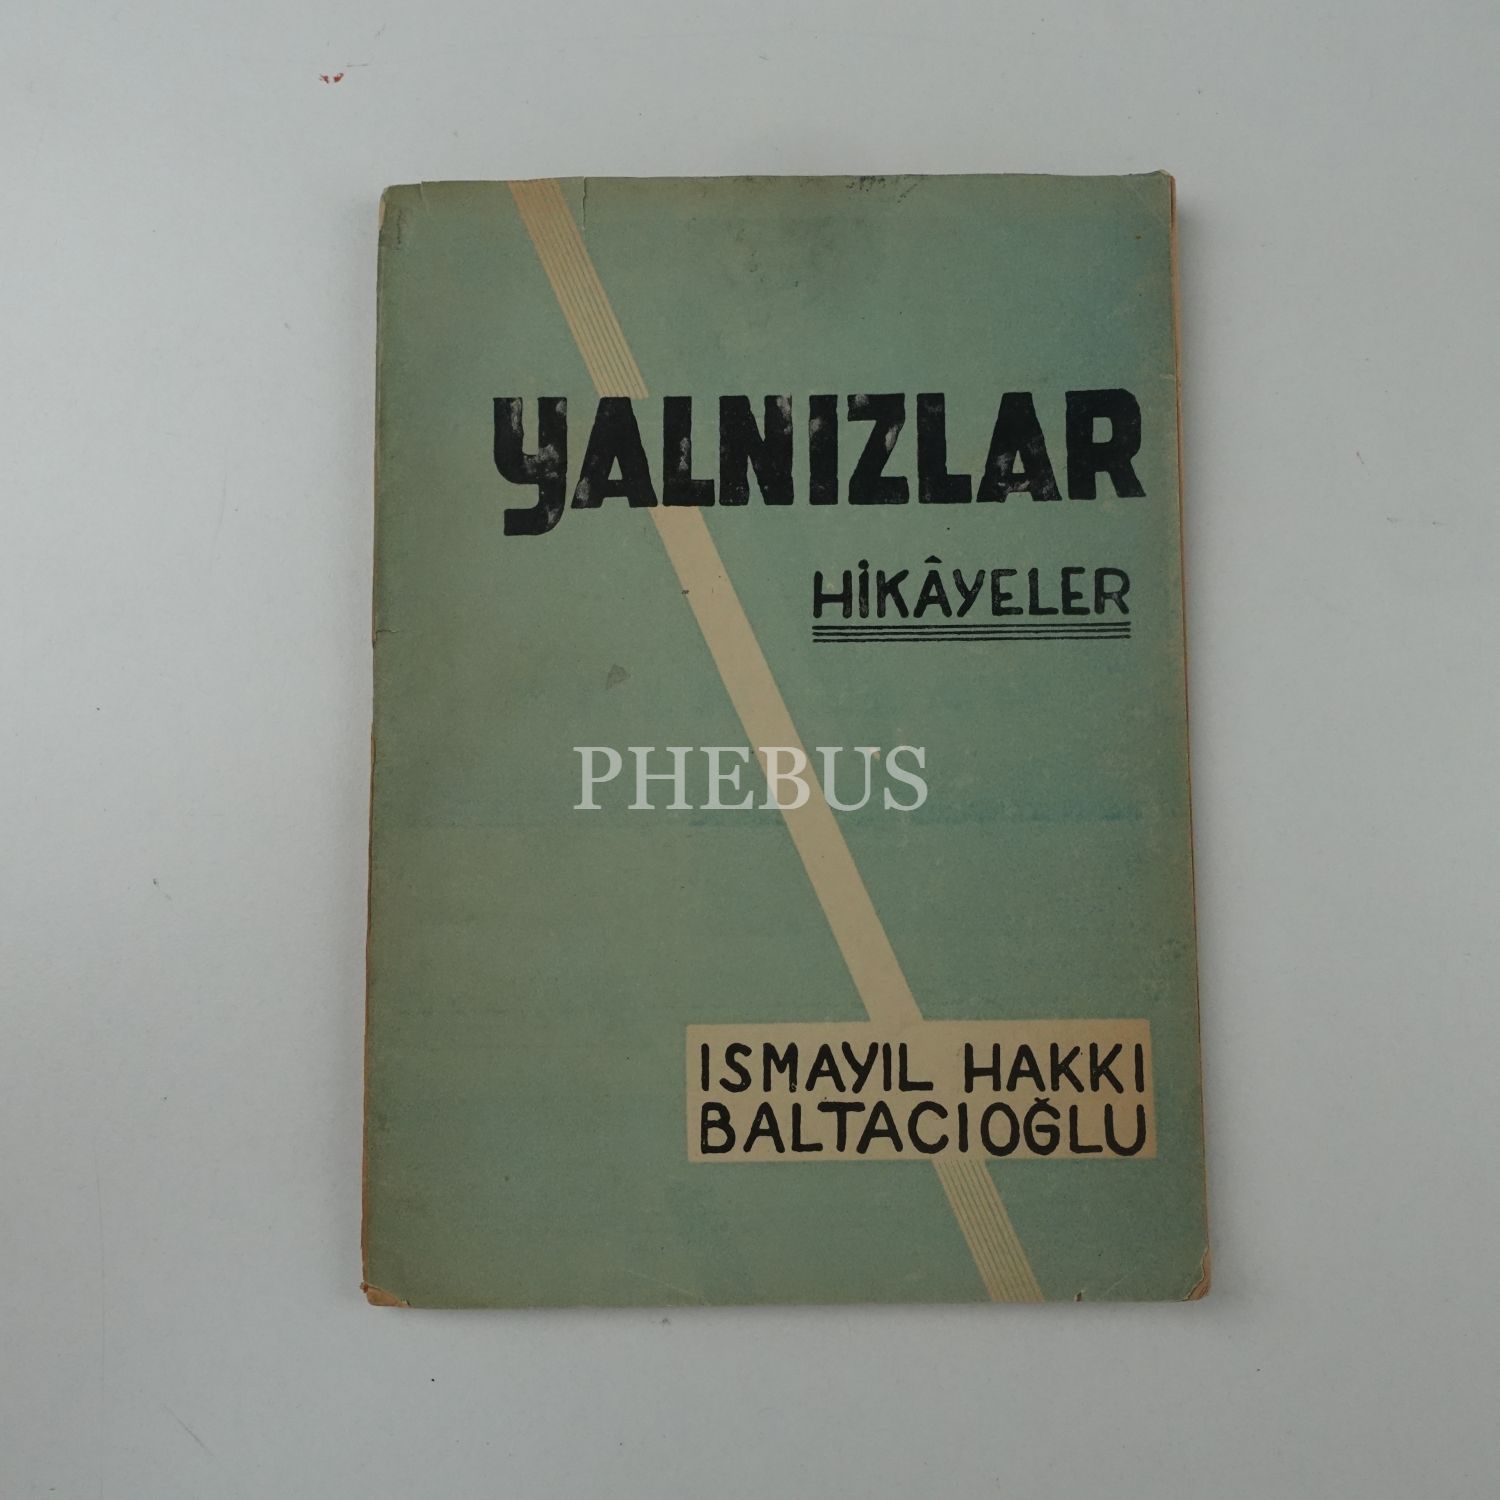 YALNIZLAR
HİKÂYELER
PHEBUS
ISMAYIL HAKKI
BALTACIOĞLU